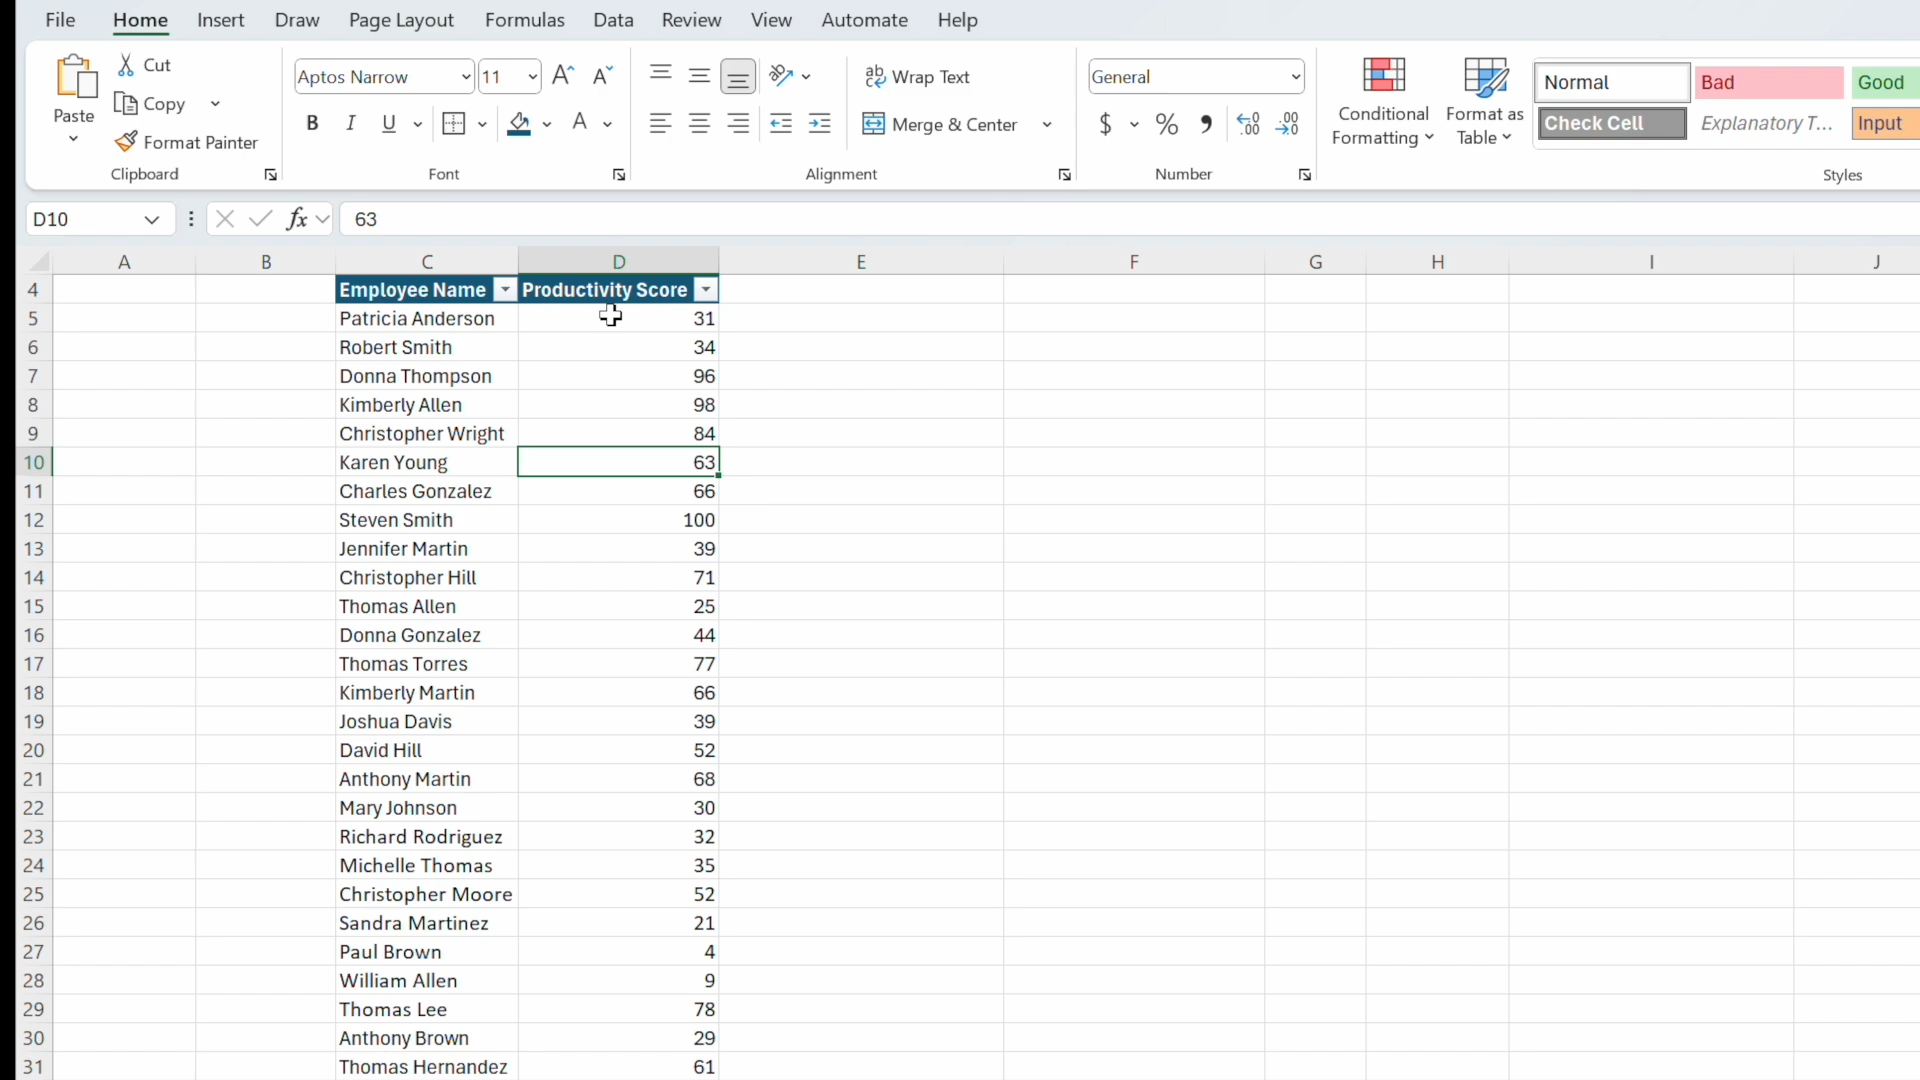 File Home Insert Draw Page Layout Formulas Data Review View Automate Help
Paste
Cut
Copy
Format Painter
Clipboard
Aptos Narrow 11
B I U
Font
Wrap Text
Merge & Center
Alignment
General
$ % 9
Number
Conditional Formatting
Format as Table
Normal Bad Good
Check Cell Explanatory T... Input
Styles
D10 fx 63
A B C D E F G H I J
4 Employee Name Productivity Score
5 Patricia Anderson 31
6 Robert Smith 34
7 Donna Thompson 96
8 Kimberly Allen 98
9 Christopher Wright 84
10 Karen Young 63
11 Charles Gonzalez 66
12 Steven Smith 100
13 Jennifer Martin 39
14 Christopher Hill 71
15 Thomas Allen 25
16 Donna Gonzalez 44
17 Thomas Torres 77
18 Kimberly Martin 66
19 Joshua Davis 39
20 David Hill 52
21 Anthony Martin 68
22 Mary Johnson 30
23 Richard Rodriguez 32
24 Michelle Thomas 35
25 Christopher Moore 52
26 Sandra Martinez 21
27 Paul Brown 4
28 William Allen 9
29 Thomas Lee 78
30 Anthony Brown 29
31 Thomas Hernandez 61